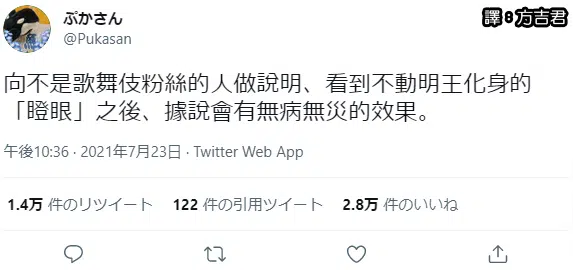 ぷかさん
@Pukasan
譯：方吉君
向不是歌舞伎粉絲的人做說明、看到不動明王化身的
「瞪眼」之後、據說會有無病無災的效果。
午後10:36 · 2021年7月23日 · Twitter Web App
1.4万 件のリツイート 122 件の引用ツイート 2.8万 件のいいね